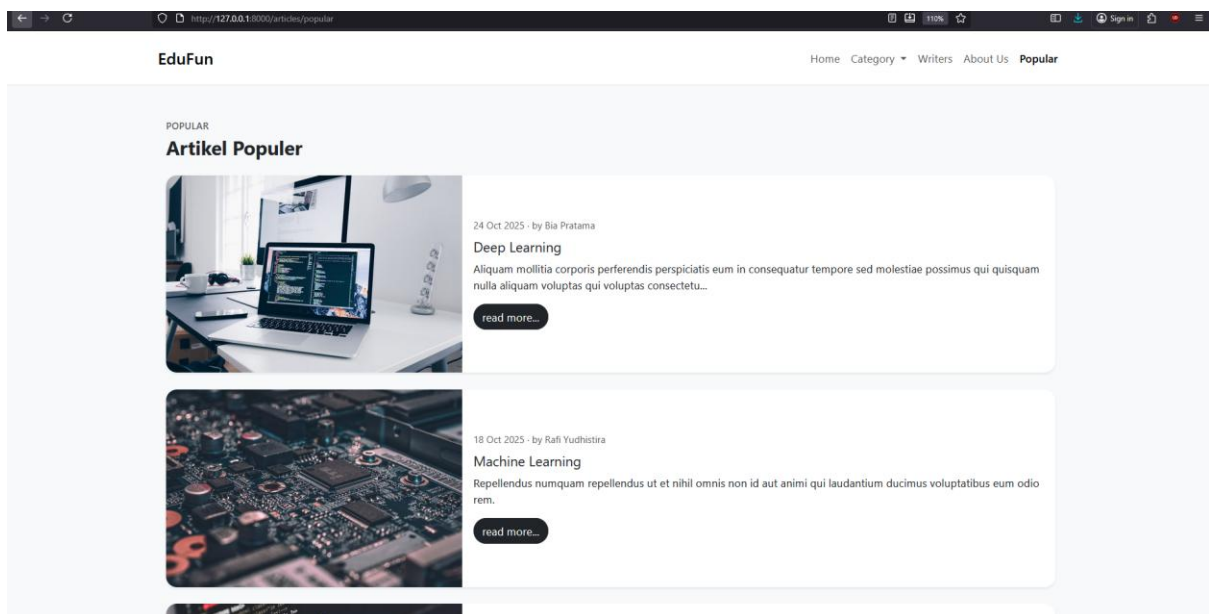 http://127.0.0.1:8000/articles/popular
110%
Sign in
EduFun
Home Category Writers About Us Popular
POPULAR
Artikel Populer
24 Oct 2025 · by Bia Pratama
Deep Learning
Aliquam mollitia corporis perferendis perspiciatis eum in consequatur tempore sed molestiae possimus qui quisquam
nulla aliquam voluptas qui voluptas consectetu...
read more...
18 Oct 2025 · by Rafi Yudhistira
Machine Learning
Repellendus numquam repellendus ut et nihil omnis non id aut animi qui laudantium ducimus voluptatibus eum odio
rem.
read more...